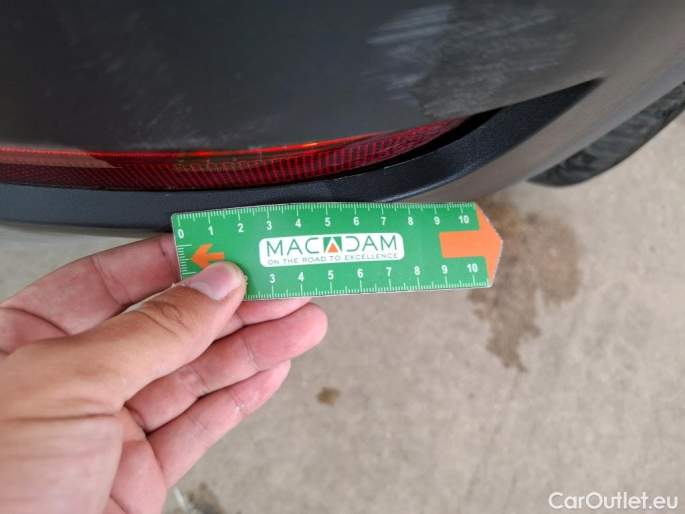 0 1 2 3 4 5 6 7 8 9 10
MACADAM
ON THE ROAD TO EXCELLENCE
3 4 5 6 7 8 9 10
CarOutlet.eu